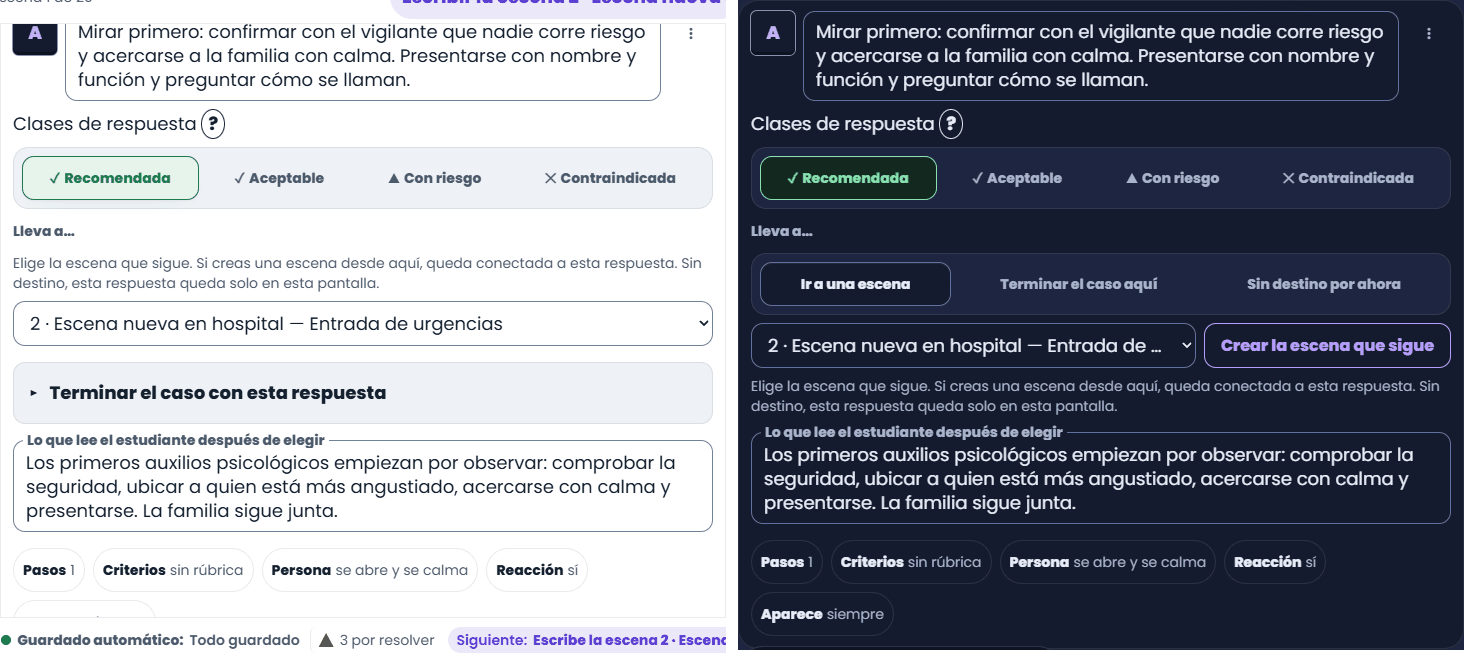 A
Mirar primero: confirmar con el vigilante que nadie corre riesgo
y acercarse a la familia con calma. Presentarse con nombre y
función y preguntar cómo se llaman.
Clases de respuesta ?
✓ Recomendada
✓ Aceptable
▲ Con riesgo
✕ Contraindicada
Lleva a...
Elige la escena que sigue. Si creas una escena desde aquí, queda conectada a esta respuesta. Sin
destino, esta respuesta queda solo en esta pantalla.
2 · Escena nueva en hospital — Entrada de urgencias
▸ Terminar el caso con esta respuesta
Lo que lee el estudiante después de elegir
Los primeros auxilios psicológicos empiezan por observar: comprobar la
seguridad, ubicar a quien está más angustiado, acercarse con calma y
presentarse. La familia sigue junta.
Pasos 1
Criterios sin rúbrica
Persona se abre y se calma
Reacción sí
Guardado automático: Todo guardado
▲ 3 por resolver
Siguiente: Escribe la escena 2 · Escena
A
Mirar primero: confirmar con el vigilante que nadie corre riesgo
y acercarse a la familia con calma. Presentarse con nombre y
función y preguntar cómo se llaman.
Clases de respuesta ?
✓ Recomendada
✓ Aceptable
▲ Con riesgo
✕ Contraindicada
Lleva a...
Ir a una escena
Terminar el caso aquí
Sin destino por ahora
2 · Escena nueva en hospital — Entrada de ...
Crear la escena que sigue
Elige la escena que sigue. Si creas una escena desde aquí, queda conectada a esta respuesta. Sin
destino, esta respuesta queda solo en esta pantalla.
Lo que lee el estudiante después de elegir
Los primeros auxilios psicológicos empiezan por observar: comprobar la
seguridad, ubicar a quien está más angustiado, acercarse con calma y
presentarse. La familia sigue junta.
Pasos 1
Criterios sin rúbrica
Persona se abre y se calma
Reacción sí
Aparece siempre